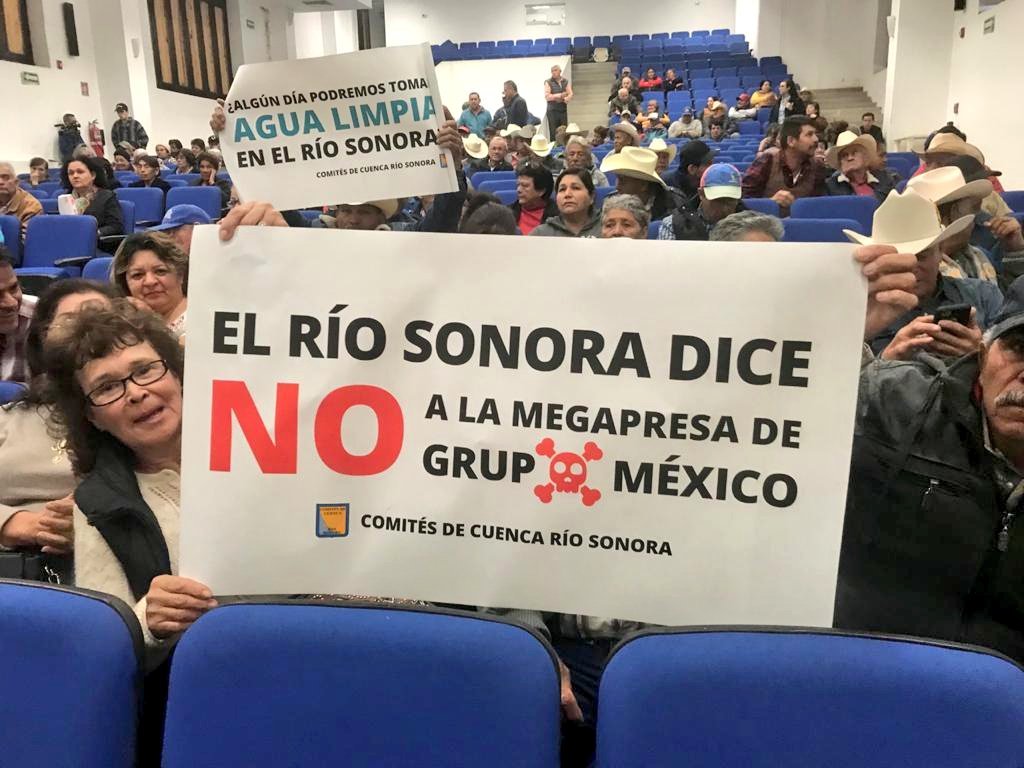 ¿ALGÚN DÍA PODREMOS TOMA
AGUA LIMPIA
EN EL RÍO SONORA
COMITÉS DE CUENCA RÍO SONORA
EL RÍO SONORA DICE
NO A LA MEGAPRESA DE
GRUP MÉXICO
COMITÉS DE CUENCA RÍO SONORA